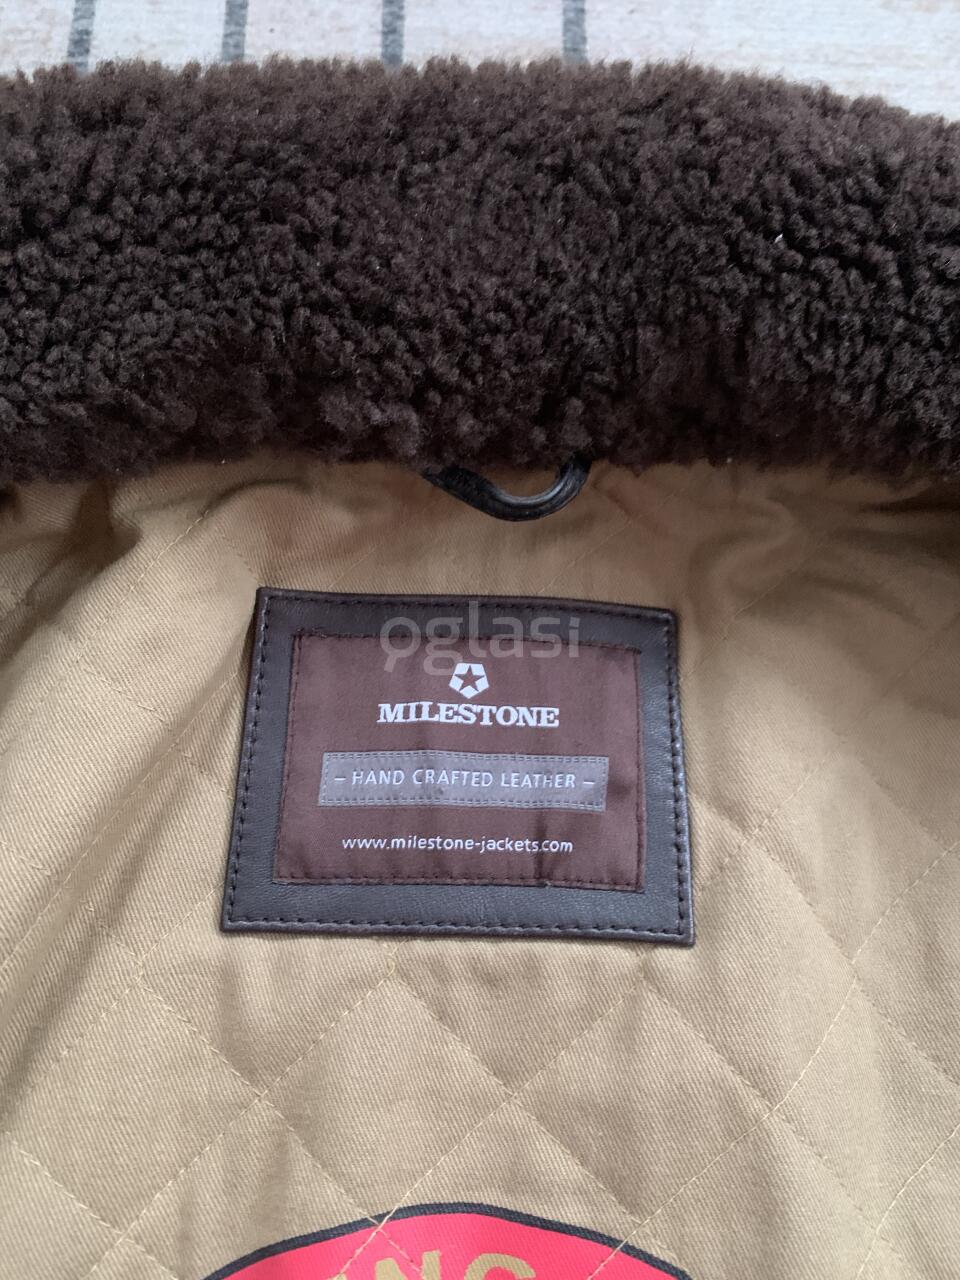 oglasi
MILESTONE
– HAND CRAFTED LEATHER –
www.milestone-jackets.com